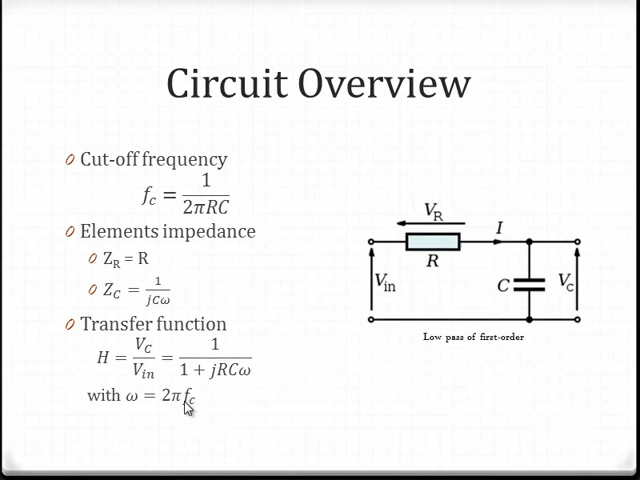 Circuit Overview
Cut-off frequency
f_c = 1 / 2πRC
Elements impedance
Z_R = R
Z_C = 1 / jCω
Transfer function
H = V_C / V_in = 1 / 1 + jRCω
with ω = 2πf_c
V_R
I
R
V_in
C
V_c
Low pass of first-order